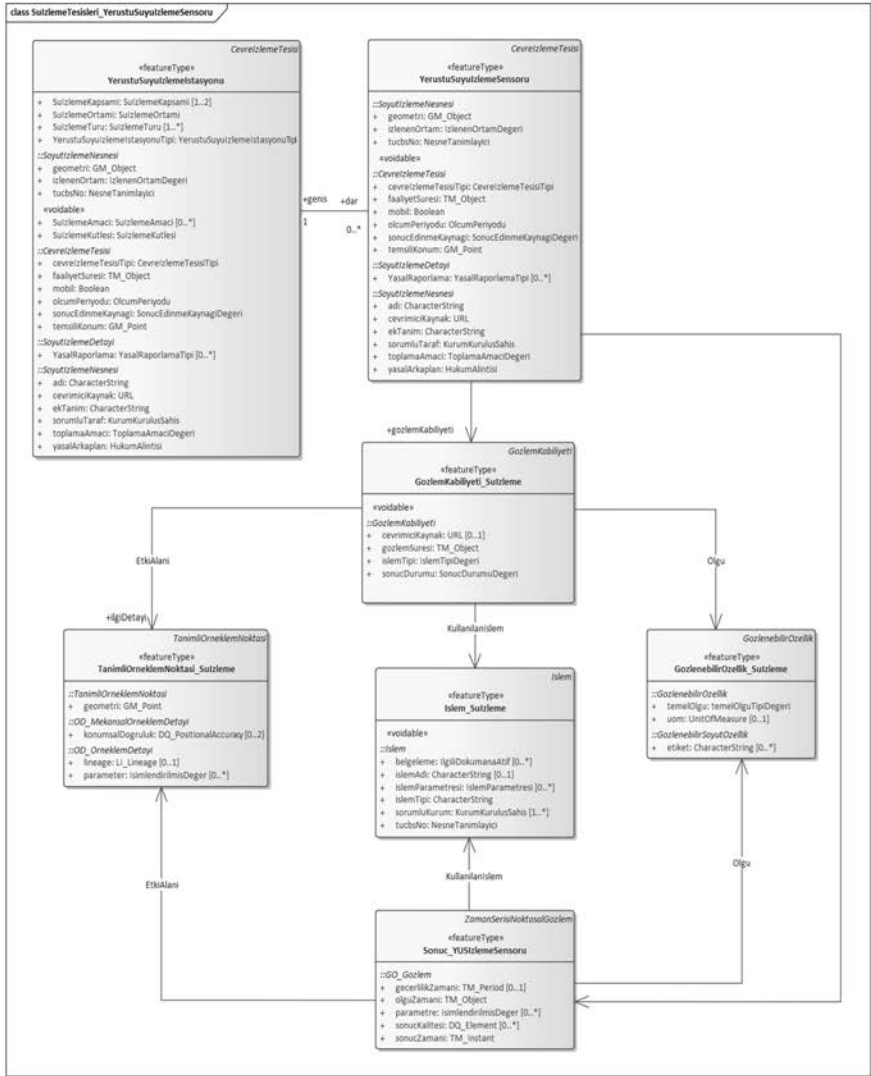 class SuIzlemeTesisleri_YerustuSuyuIzlemeSensoru
CevreIzlemeTesisi
«featureType»
YerustuSuyuIzlemeIstasyonu
+ SuIzlemeKapsami: SuIzlemeKapsami [1..2]
+ SuIzlemeOrtami: SuIzlemeOrtami
+ SuIzlemeTuru: SuIzlemeTuru [1..*]
+ YerustuSuyuIzlemeIstasyonuTipi: YerustuSuyuIzlemeIstasyonuTipi
::SoyutIzlemeNesnesi
+ geometri: GM_Object
+ izlenenOrtam: IzlenenOrtamDegeri
+ tucbsNo: NesneTanimlayici
«voidable»
+ SuIzlemeAmaci: SuIzlemeAmaci [0..*]
+ SuIzlemeKutlesi: SuIzlemeKutlesi
::CevreIzlemeTesisi
+ cevreIzlemeTesisiTipi: CevreIzlemeTesisiTipi
+ faaliyetSuresi: TM_Object
+ mobil: Boolean
+ olcumPeriyodu: OlcumPeriyodu
+ sonucEdinmeKaynagi: SonucEdinmeKaynagiDegeri
+ temsiliKonum: GM_Point
::SoyutIzlemeDetayi
+ YasalRaporlama: YasalRaporlamaTipi [0..*]
::SoyutIzlemeNesnesi
+ adi: CharacterString
+ cevrimiciKaynak: URL
+ ekTanim: CharacterString
+ sorumluTaraf: KurumKurulusSahis
+ toplamaAmaci: ToplamaAmaciDegeri
+ yasalArkaplan: HukumAlintisi
+genis +dar
1 0..*
CevreIzlemeTesisi
«featureType»
YerustuSuyuIzlemeSensoru
::SoyutIzlemeNesnesi
+ geometri: GM_Object
+ izlenenOrtam: IzlenenOrtamDegeri
+ tucbsNo: NesneTanimlayici
«voidable»
::CevreIzlemeTesisi
+ cevreIzlemeTesisiTipi: CevreIzlemeTesisiTipi
+ faaliyetSuresi: TM_Object
+ mobil: Boolean
+ olcumPeriyodu: OlcumPeriyodu
+ sonucEdinmeKaynagi: SonucEdinmeKaynagiDegeri
+ temsiliKonum: GM_Point
::SoyutIzlemeDetayi
+ YasalRaporlama: YasalRaporlamaTipi [0..*]
::SoyutIzlemeNesnesi
+ adi: CharacterString
+ cevrimiciKaynak: URL
+ ekTanim: CharacterString
+ sorumluTaraf: KurumKurulusSahis
+ toplamaAmaci: ToplamaAmaciDegeri
+ yasalArkaplan: HukumAlintisi
+gozlemKabiliyeti
GozlemKabiliyeti
«featureType»
GozlemKabiliyeti_SuIzleme
«voidable»
::GozlemKabiliyeti
+ cevrimiciKaynak: URL [0..1]
+ gozlemSuresi: TM_Object
+ islemTipi: IslemTipiDegeri
+ sonucDurumu: SonucDurumuDegeri
EtkiAlani
Olgu
+ilgiDetayi
KullanilanIslem
TanimliOrneklemNoktasi
«featureType»
TanimliOrneklemNoktasi_SuIzleme
::TanimliOrneklemNoktasi
+ geometri: GM_Point
::OD_MekansalOrneklemDetayi
+ konumsalDogruluk: DQ_PositionalAccuracy [0..2]
::OD_OrneklemDetayi
+ lineage: LI_Lineage [0..1]
+ parameter: IsimlendirilmisDeger [0..*]
Islem
«featureType»
Islem_SuIzleme
«voidable»
::Islem
+ belgeleme: IlgiliDokumanaAtif [0..*]
+ islemAdi: CharacterString [0..1]
+ islemParametresi: IslemParametresi [0..*]
+ islemTipi: CharacterString
+ sorumluKurum: KurumKurulusSahis [1..*]
+ tucbsNo: NesneTanimlayici
GozlenebilirOzellik
«featureType»
GozlenebilirOzellik_SuIzleme
::GozlenebilirOzellik
+ temelOlgu: temelOlguTipiDegeri
+ uom: UnitOfMeasure [0..1]
::GozlenebilirSoyutOzellik
+ etiket: CharacterString [0..*]
EtkiAlani
KullanilanIslem
Olgu
ZamanSerisiNoktasalGozlem
«featureType»
Sonuc_YUSIzlemeSensoru
::GO_Gozlem
+ gecerlilikZamani: TM_Period [0..1]
+ olguZamani: TM_Object
+ parametre: IsimlendirilmisDeger [0..*]
+ sonucKalitesi: DQ_Element [0..*]
+ sonucZamani: TM_Instant